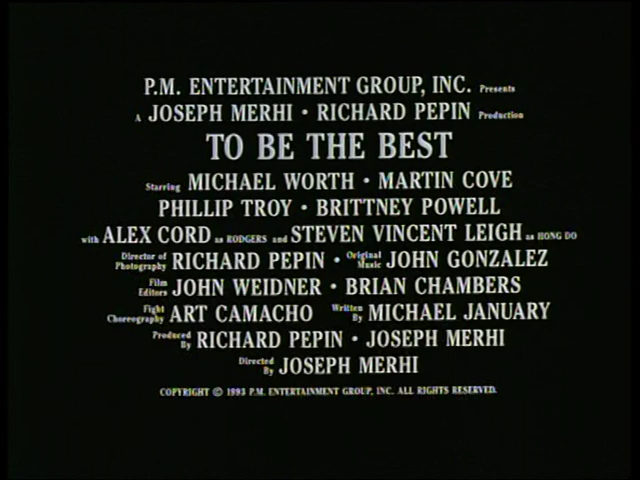 P.M. ENTERTAINMENT GROUP, INC. Presents
A JOSEPH MERHI • RICHARD PEPIN Production
TO BE THE BEST
Starring MICHAEL WORTH • MARTIN COVE
PHILLIP TROY • BRITTNEY POWELL
with ALEX CORD as RODGERS and STEVEN VINCENT LEIGH as HONG DO
Director of Photography RICHARD PEPIN • Original Music JOHN GONZALEZ
Film Editors JOHN WEIDNER • BRIAN CHAMBERS
Fight Choreography ART CAMACHO Written By MICHAEL JANUARY
Produced By RICHARD PEPIN • JOSEPH MERHI
Directed By JOSEPH MERHI
COPYRIGHT © 1993 P.M. ENTERTAINMENT GROUP, INC. ALL RIGHTS RESERVED.